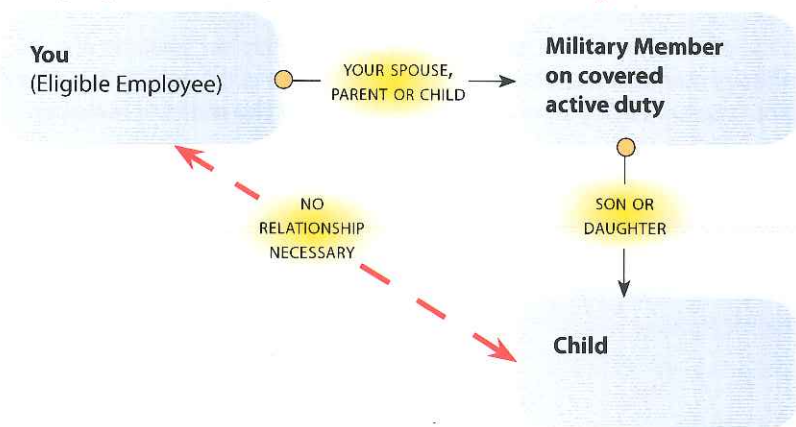 You
(Eligible Employee)
YOUR SPOUSE,
PARENT OR CHILD
Military Member
on covered
active duty
NO
RELATIONSHIP
NECESSARY
SON OR
DAUGHTER
Child